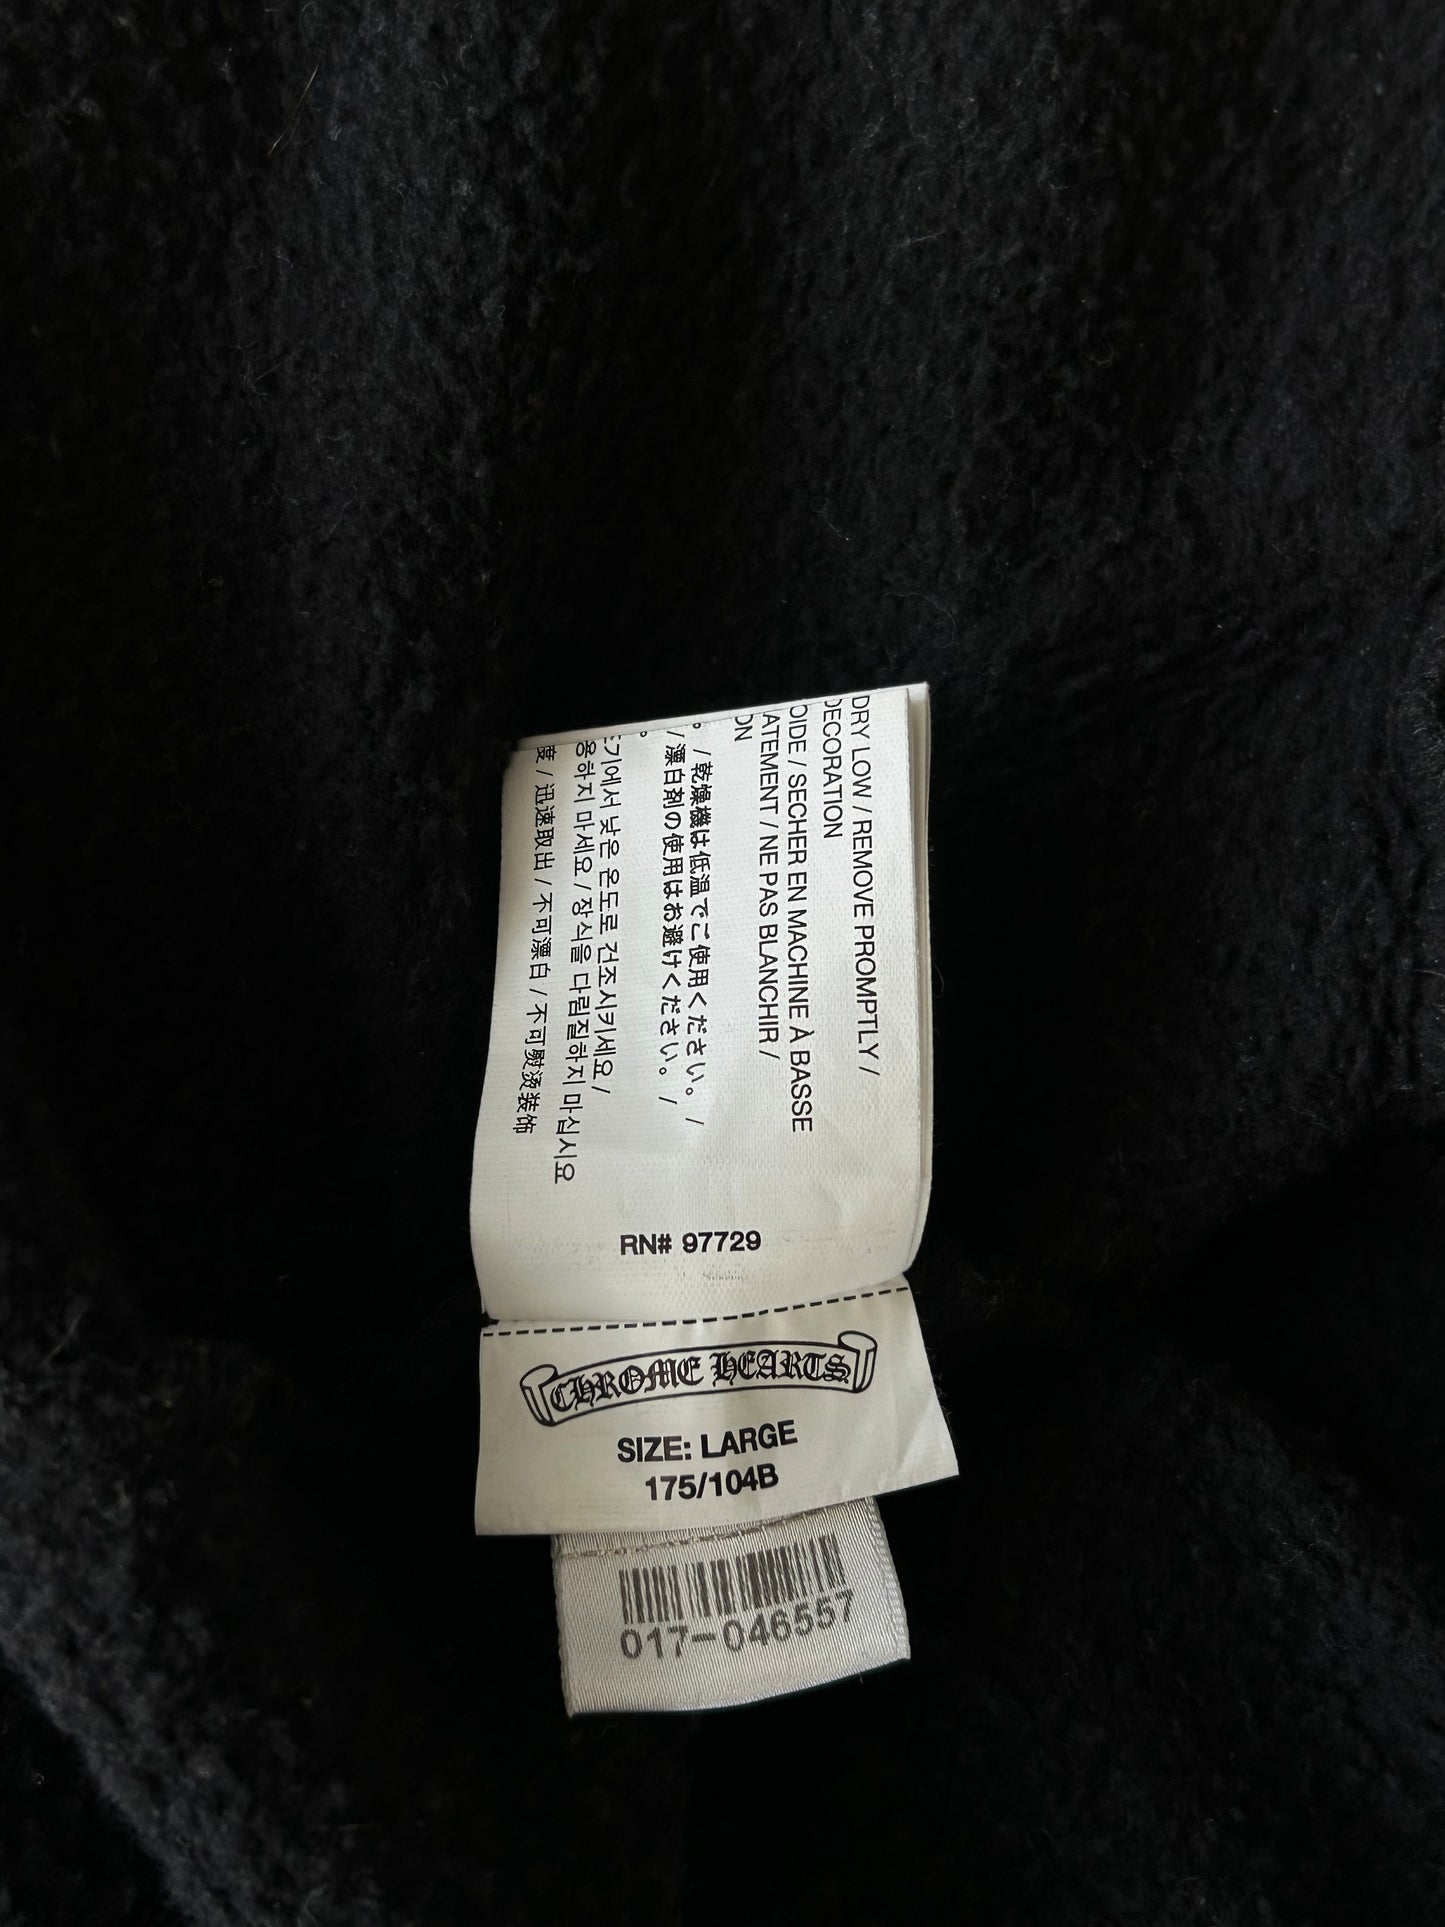 DRY LOW / REMOVE PROMPTLY /
DECORATION
OIDE / SECHER EN MACHINE À BASSE
ATEMENT / NE PAS BLANCHIR /
ON
。/ 乾燥機は低温でご使用ください。 /
/ 漂白剤の使用はお避けください。 /
기에서 낮은 온도로 건조시키세요 /
용하지 마세요 / 장식을 다림질하지 마십시요
度 / 迅速取出 / 不可漂白 / 不可熨烫装饰
RN# 97729
CHROME HEARTS
SIZE: LARGE
175/104B
017-046557